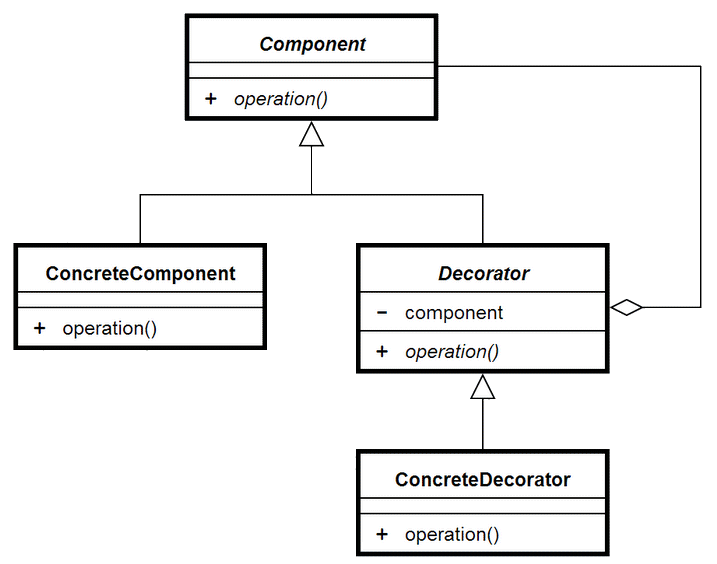 Component
+ operation()
ConcreteComponent
+ operation()
Decorator
- component
+ operation()
ConcreteDecorator
+ operation()